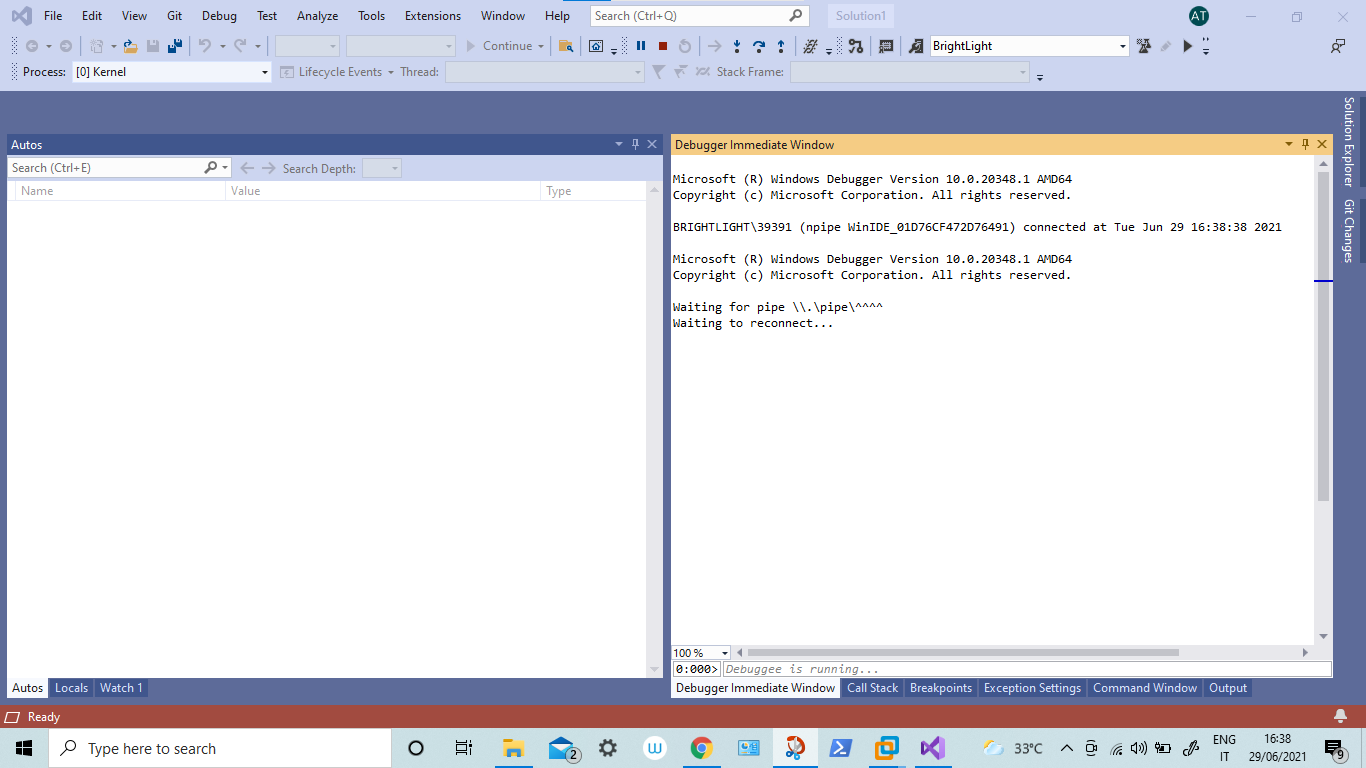 File Edit View Git Debug Test Analyze Tools Extensions Window Help Search (Ctrl+Q) Solution1 AT
Continue BrightLight
Process: [0] Kernel Lifecycle Events Thread: Stack Frame:
Solution Explorer
Git Changes
Autos
Search (Ctrl+E) Search Depth:
Name Value Type
Autos Locals Watch 1
Debugger Immediate Window
Microsoft (R) Windows Debugger Version 10.0.20348.1 AMD64
Copyright (c) Microsoft Corporation. All rights reserved.
BRIGHTLIGHT\39391 (npipe WinIDE_01D76CF472D76491) connected at Tue Jun 29 16:38:38 2021
Microsoft (R) Windows Debugger Version 10.0.20348.1 AMD64
Copyright (c) Microsoft Corporation. All rights reserved.
Waiting for pipe \\.\pipe\^^^^
Waiting to reconnect...
100 %
0:000> Debuggee is running...
Debugger Immediate Window Call Stack Breakpoints Exception Settings Command Window Output
Ready
Type here to search 2 W 33°C ENG 16:38
IT 29/06/2021 9